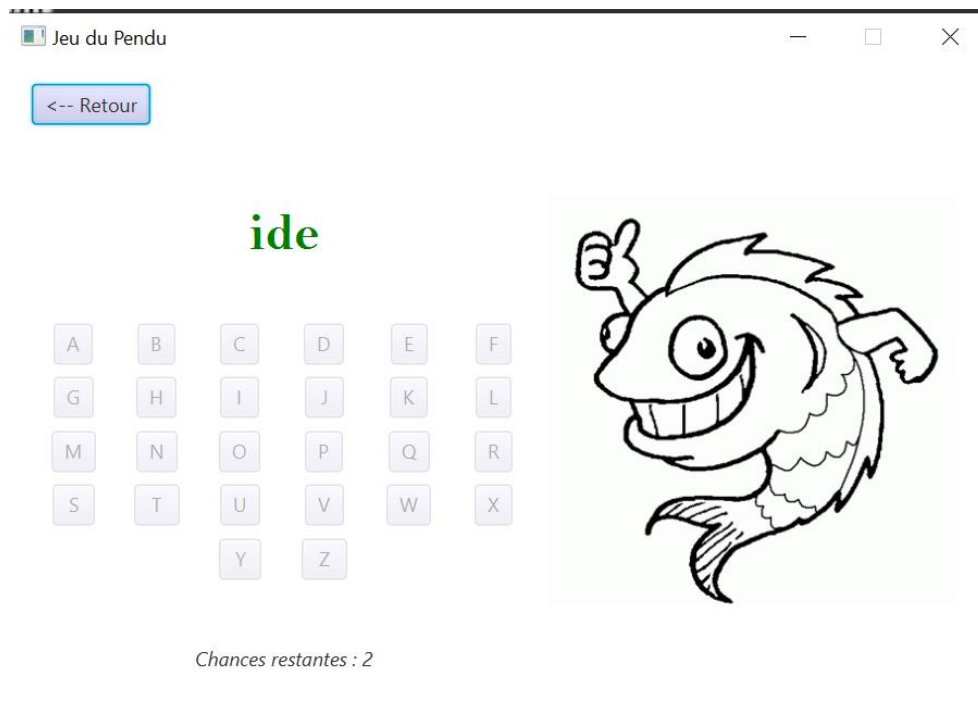 Jeu du Pendu
<-- Retour
ide
A B C D E F
G H I J K L
M N O P Q R
S T U V W X
Y Z
Chances restantes : 2